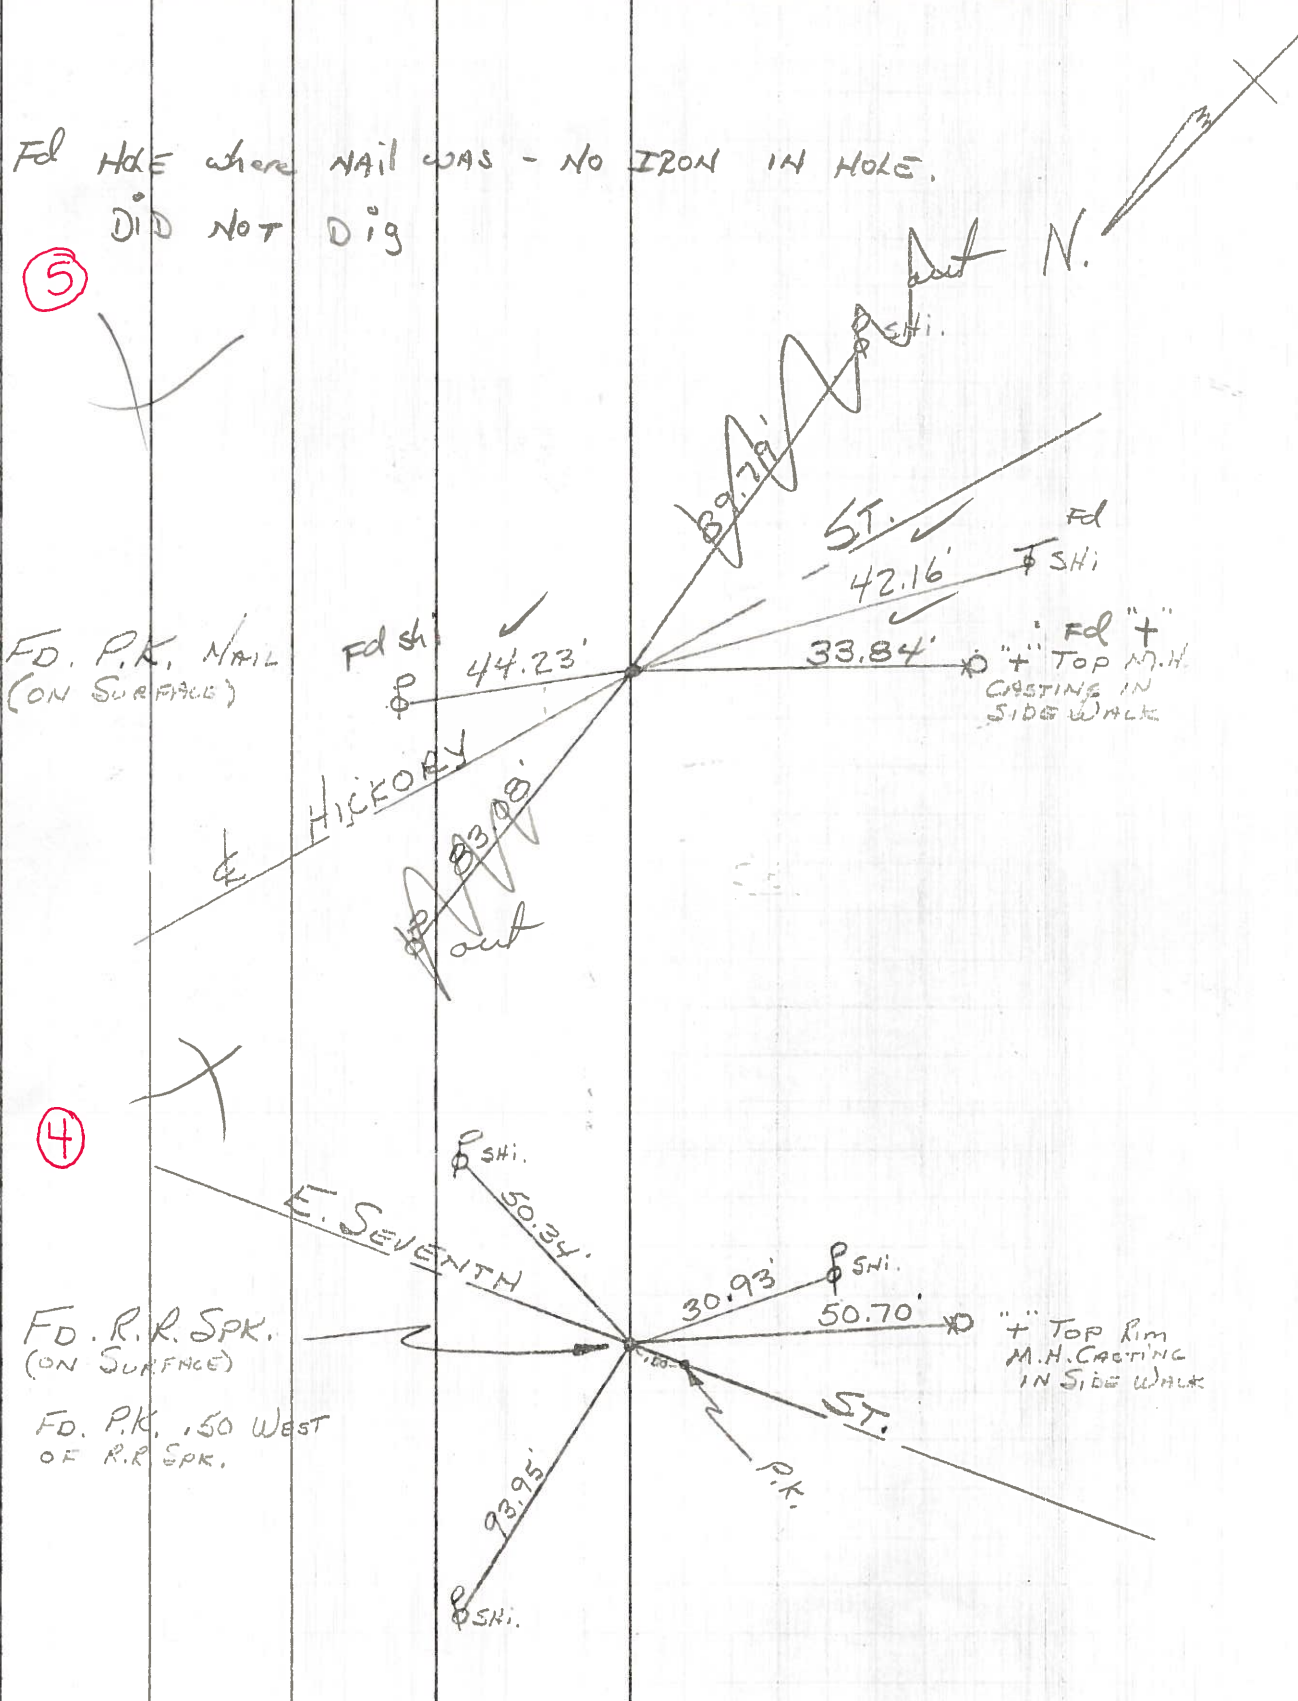 Fd HOLE where NAil WAS - NO IRON IN HOLE.
DiD NOT Dig
5
out N.
SHi.
89.79'
ST.
Fd
42.16'
SHi
FD. P.K. NAIL
(ON SURFACE)
Fd shi
44.23'
33.84'
Fd "+"
"+" TOP M.H.
CASTING IN
SIDE WALK
HICKORY
℄
83.98'
out
4
SHi.
E. SEVENTH
50.34'
30.93'
SHi.
50.70'
"+" TOP Rim
M.H. CASTING
IN SIDE WALK
FD. R.R. SPK.
(ON SURFACE)
FD. P.K. .50 WEST
OF R.R SPK.
ST.
P.K.
93.95'
SHi.